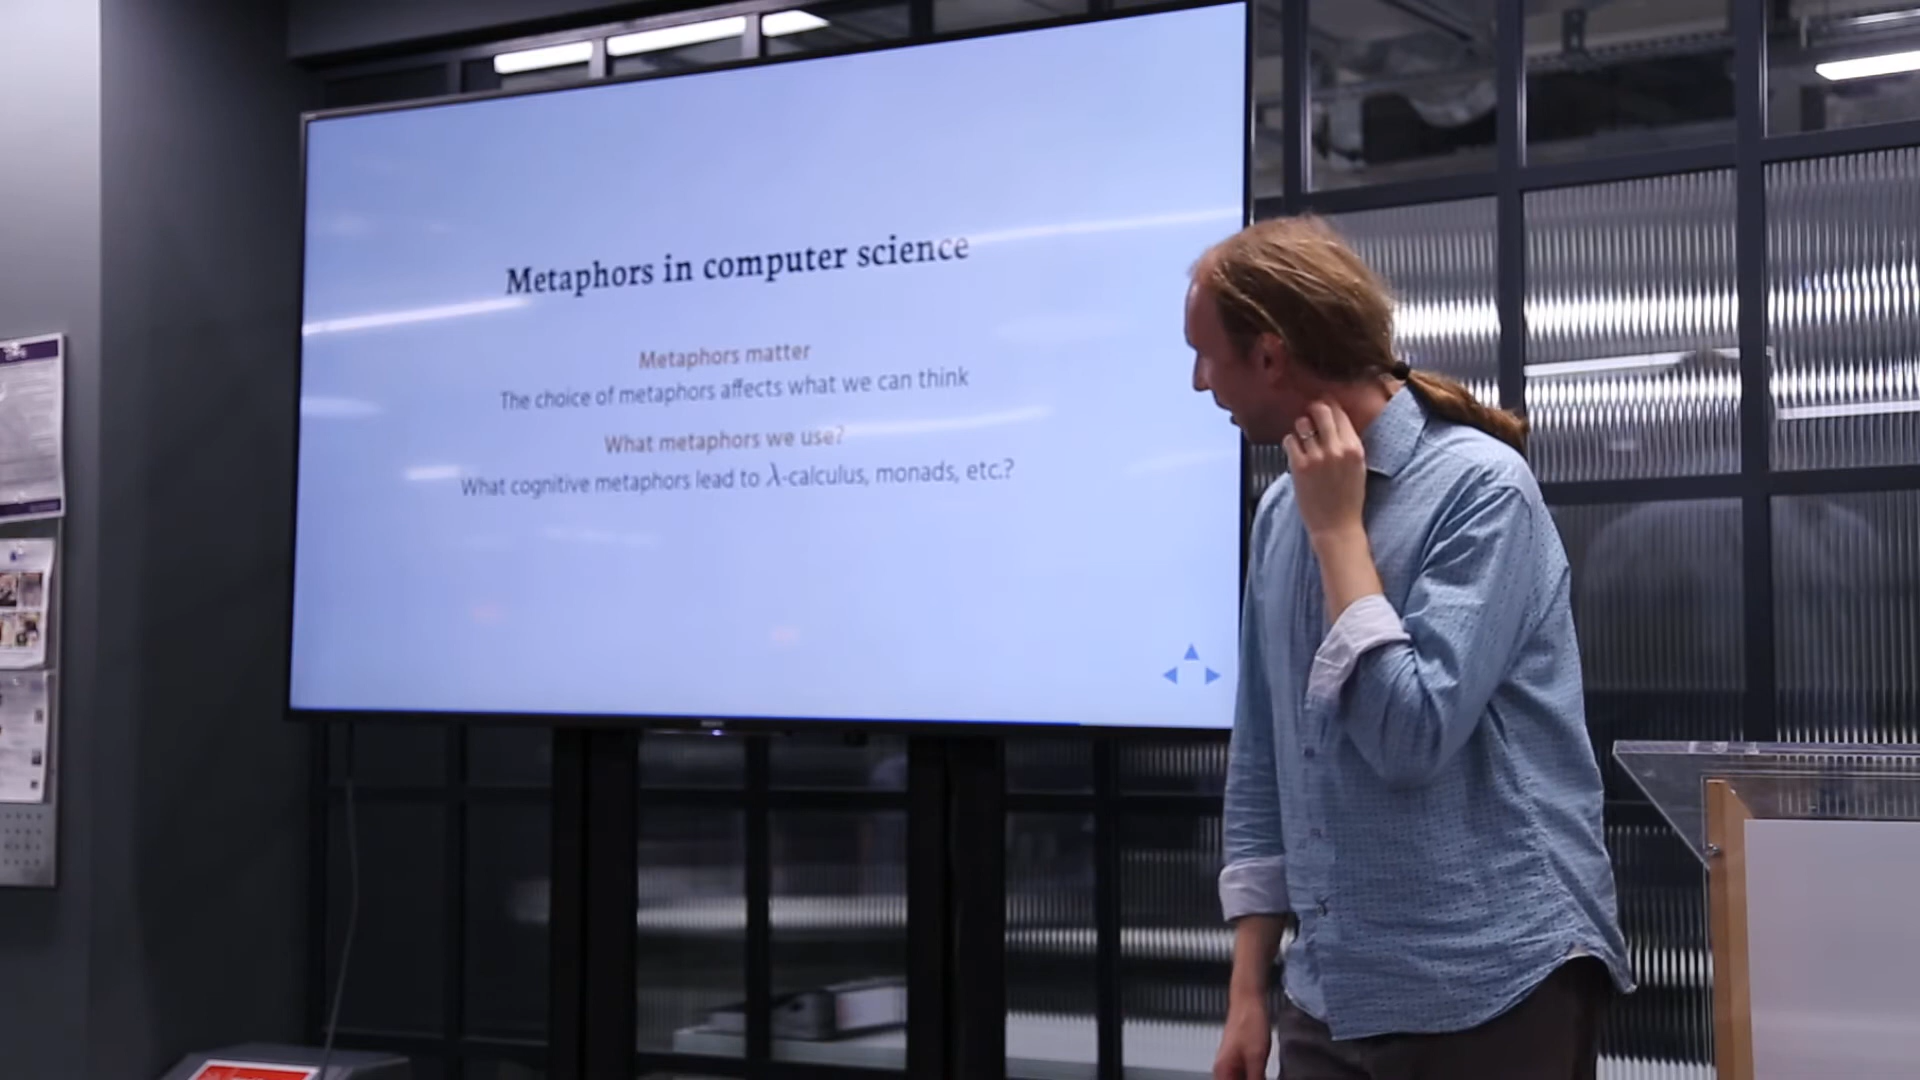 Metaphors in computer science
Metaphors matter
The choice of metaphors affects what we can think
What metaphors we use?
What cognitive metaphors lead to λ-calculus, monads, etc.?